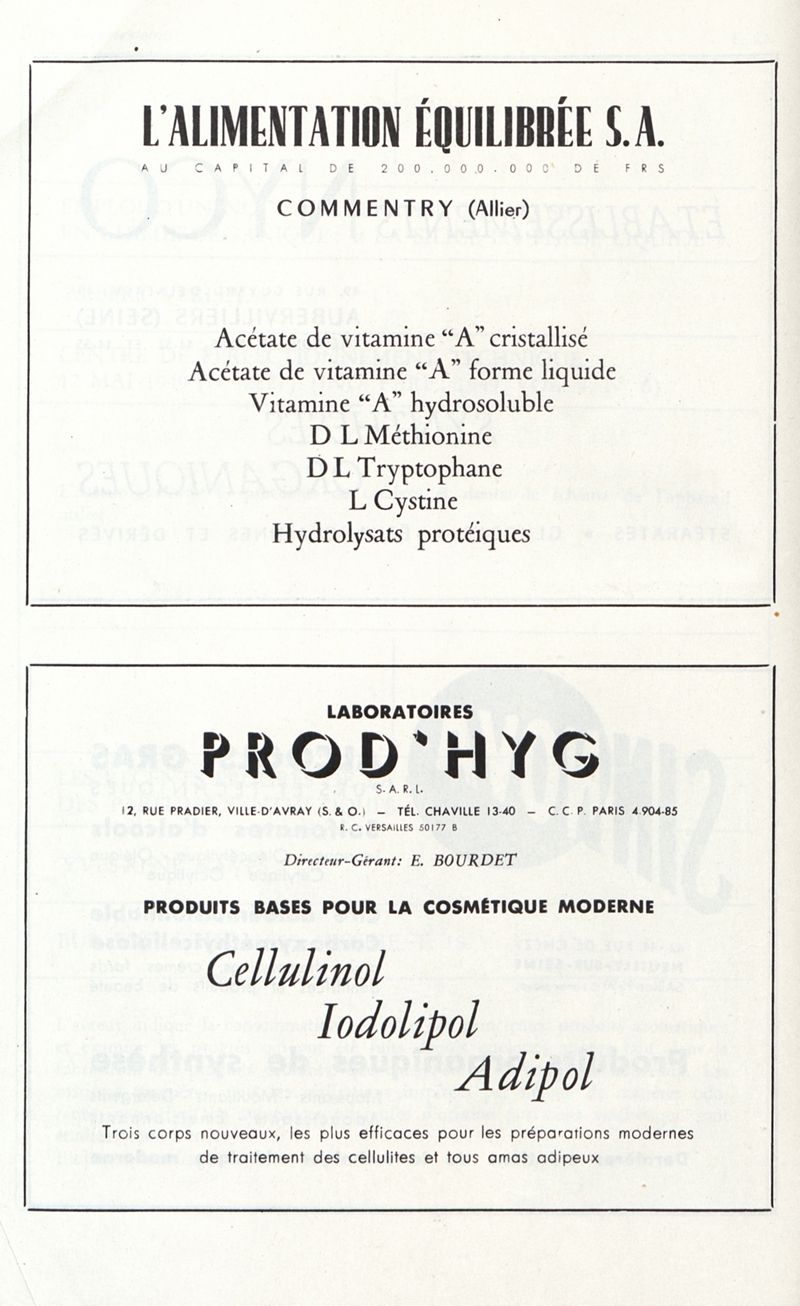 L'ALIMENTATION ÉQUILIBRÉE S.A.
AU CAPITAL DE 200.000.000 DE FRS
COMMENTRY (Allier)
Acétate de vitamine “A” cristallisé
Acétate de vitamine “A” forme liquide
Vitamine “A” hydrosoluble
D L Méthionine
D L Tryptophane
L Cystine
Hydrolysats protéiques
LABORATOIRES
PROD'HYG
S. A. R. L.
12, RUE PRADIER, VILLE-D'AVRAY (S. & O.) — TÉL. CHAVILLE 13-40 — C. C. P. PARIS 4.904-85
R. C. VERSAILLES 50177 B
Directeur-Gérant: E. BOURDET
PRODUITS BASES POUR LA COSMÉTIQUE MODERNE
Cellulinol
Iodolipol
Adipol
Trois corps nouveaux, les plus efficaces pour les préparations modernes
de traitement des cellulites et tous amas adipeux